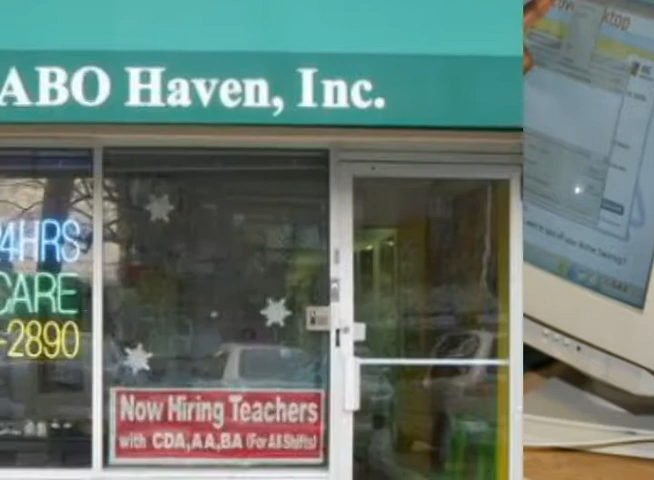 ABO Haven, Inc.
4HRS
CARE
-2890
Now Hiring Teachers
with CDA,AA,BA (For All Shifts)